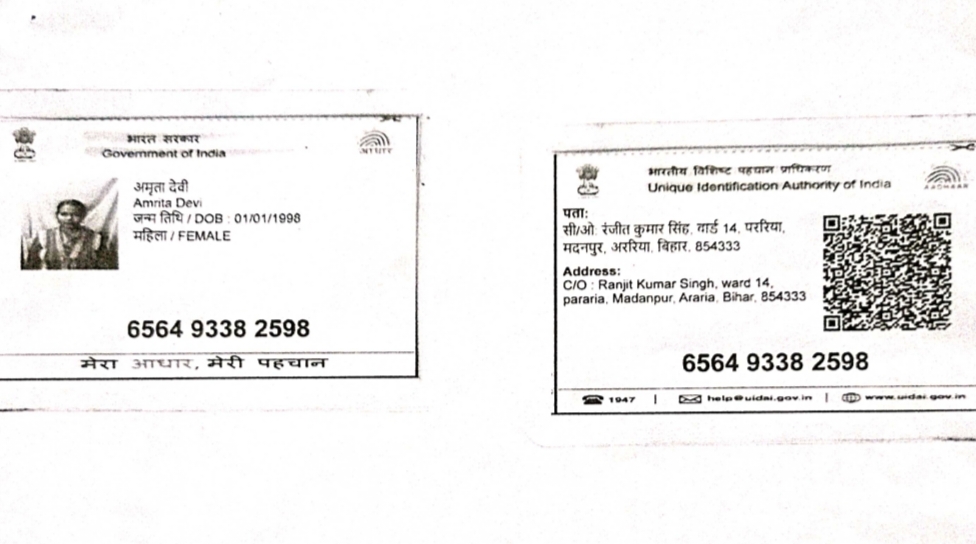 भारत सरकार
Government of India
अमृता देवी
Amrita Devi
जन्म तिथि / DOB : 01/01/1998
महिला / FEMALE
6564 9338 2598
मेरा आधार, मेरी पहचान
भारतीय विशिष्ट पहचान प्राधिकरण
Unique Identification Authority of India
AADHAAR
पता:
सी/ओ: रंजीत कुमार सिंह, वार्ड 14, पररिया,
मदनपुर, अररिया, बिहार, 854333
Address:
C/O : Ranjit Kumar Singh, ward 14,
pararia, Madanpur, Araria, Bihar, 854333
6564 9338 2598
1947 | help@uidai.gov.in | www.uidai.gov.in